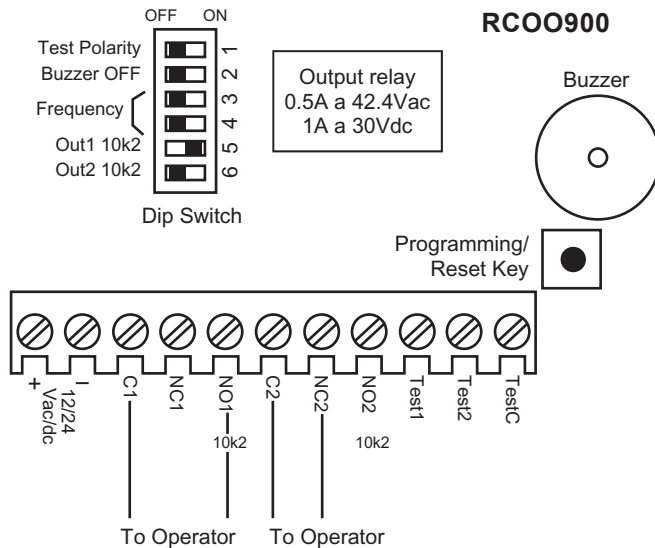 OFF ON
RCOO900
Test Polarity 1
Buzzer OFF 2
Frequency 3
4
Out1 10k2 5
Out2 10k2 6
Dip Switch
Output relay
0.5A a 42.4Vac
1A a 30Vdc
Buzzer
Programming/
Reset Key
+ –
12/24
Vac/dc
C1
NC1
NO1
C2
NC2
NO2
Test1
Test2
TestC
10k2 10k2
To Operator To Operator